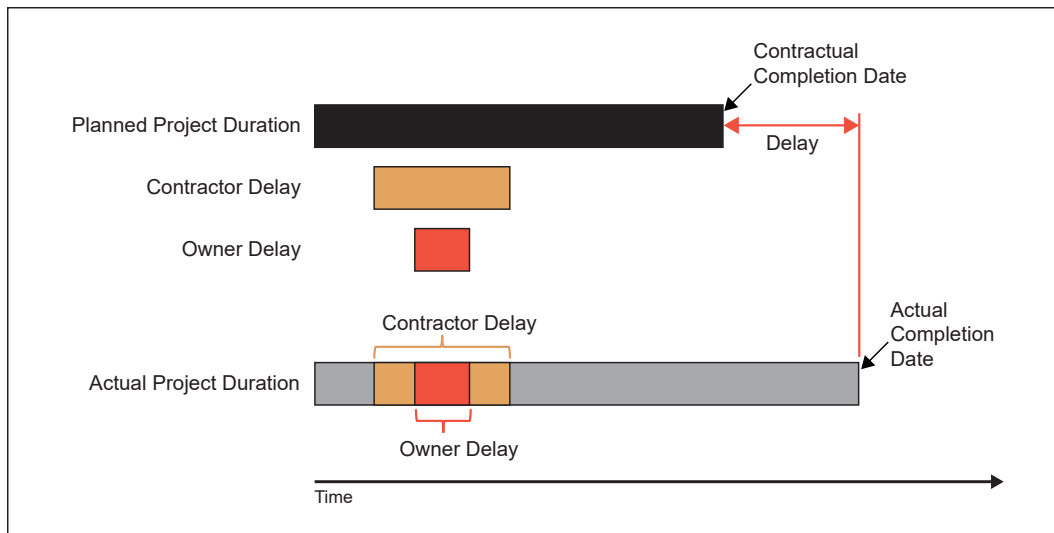 Contractual
Completion Date
Planned Project Duration
Delay
Contractor Delay
Owner Delay
Contractor Delay
Actual
Completion
Date
Actual Project Duration
Owner Delay
Time